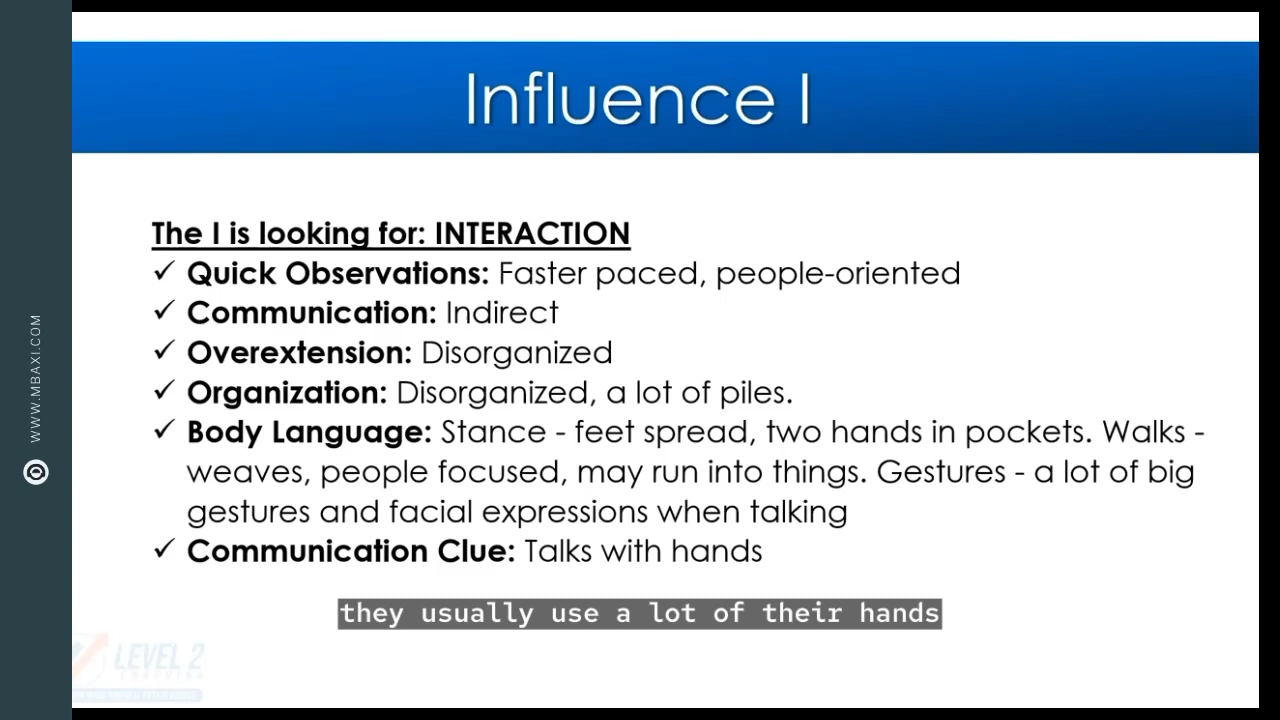 Influence I
The I is looking for: INTERACTION
✓ Quick Observations: Faster paced, people-oriented
✓ Communication: Indirect
✓ Overextension: Disorganized
✓ Organization: Disorganized, a lot of piles.
✓ Body Language: Stance - feet spread, two hands in pockets. Walks -
weaves, people focused, may run into things. Gestures - a lot of big
gestures and facial expressions when talking
✓ Communication Clue: Talks with hands
they usually use a lot of their hands
WWW.MBAXI.COM
LEVEL 2
LEARNING